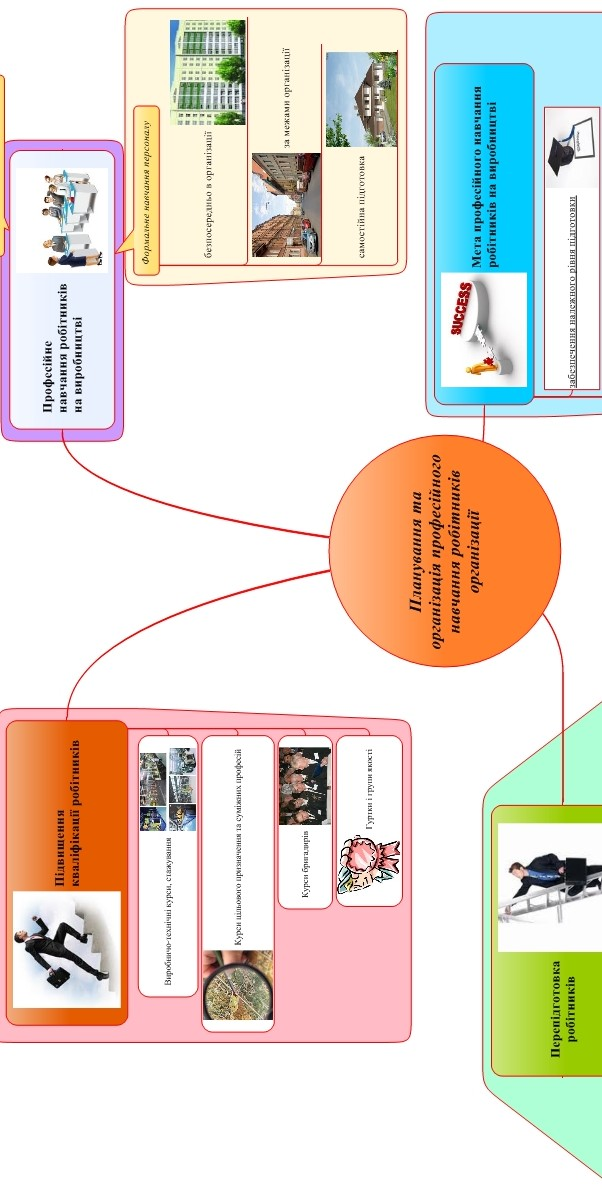 Планування та
організація професійного
навчання робітників
організації
Професійне
навчання робітників
на виробництві
Формальне навчання персоналу
безпосередньо в організації
за межами організації
самостійна підготовка
Мета професійного навчання
робітників на виробництві
SUCCESS
забезпечення належного рівня підготовки
Підвищення
кваліфікації робітників
Виробничо-технічні курси, стажування
Курси цільового призначення та суміжних професій
Курси бригадирів
Гуртки і групи якості
Перепідготовка
робітників